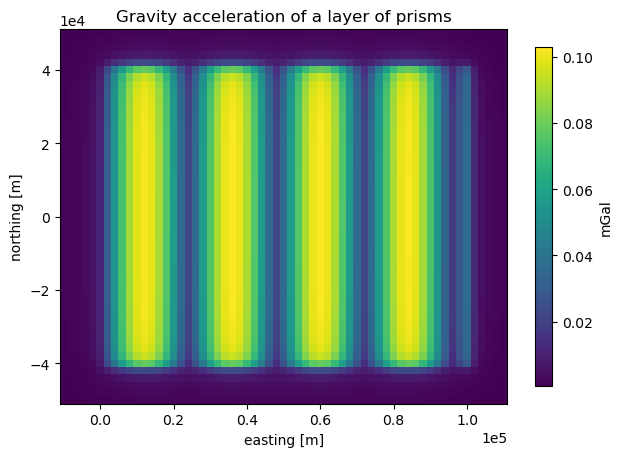 Gravity acceleration of a layer of prisms
1e4
4
2
0
−2
−4
northing [m]
0.0 0.2 0.4 0.6 0.8 1.0
1e5
easting [m]
0.10
0.08
0.06
0.04
0.02
mGal